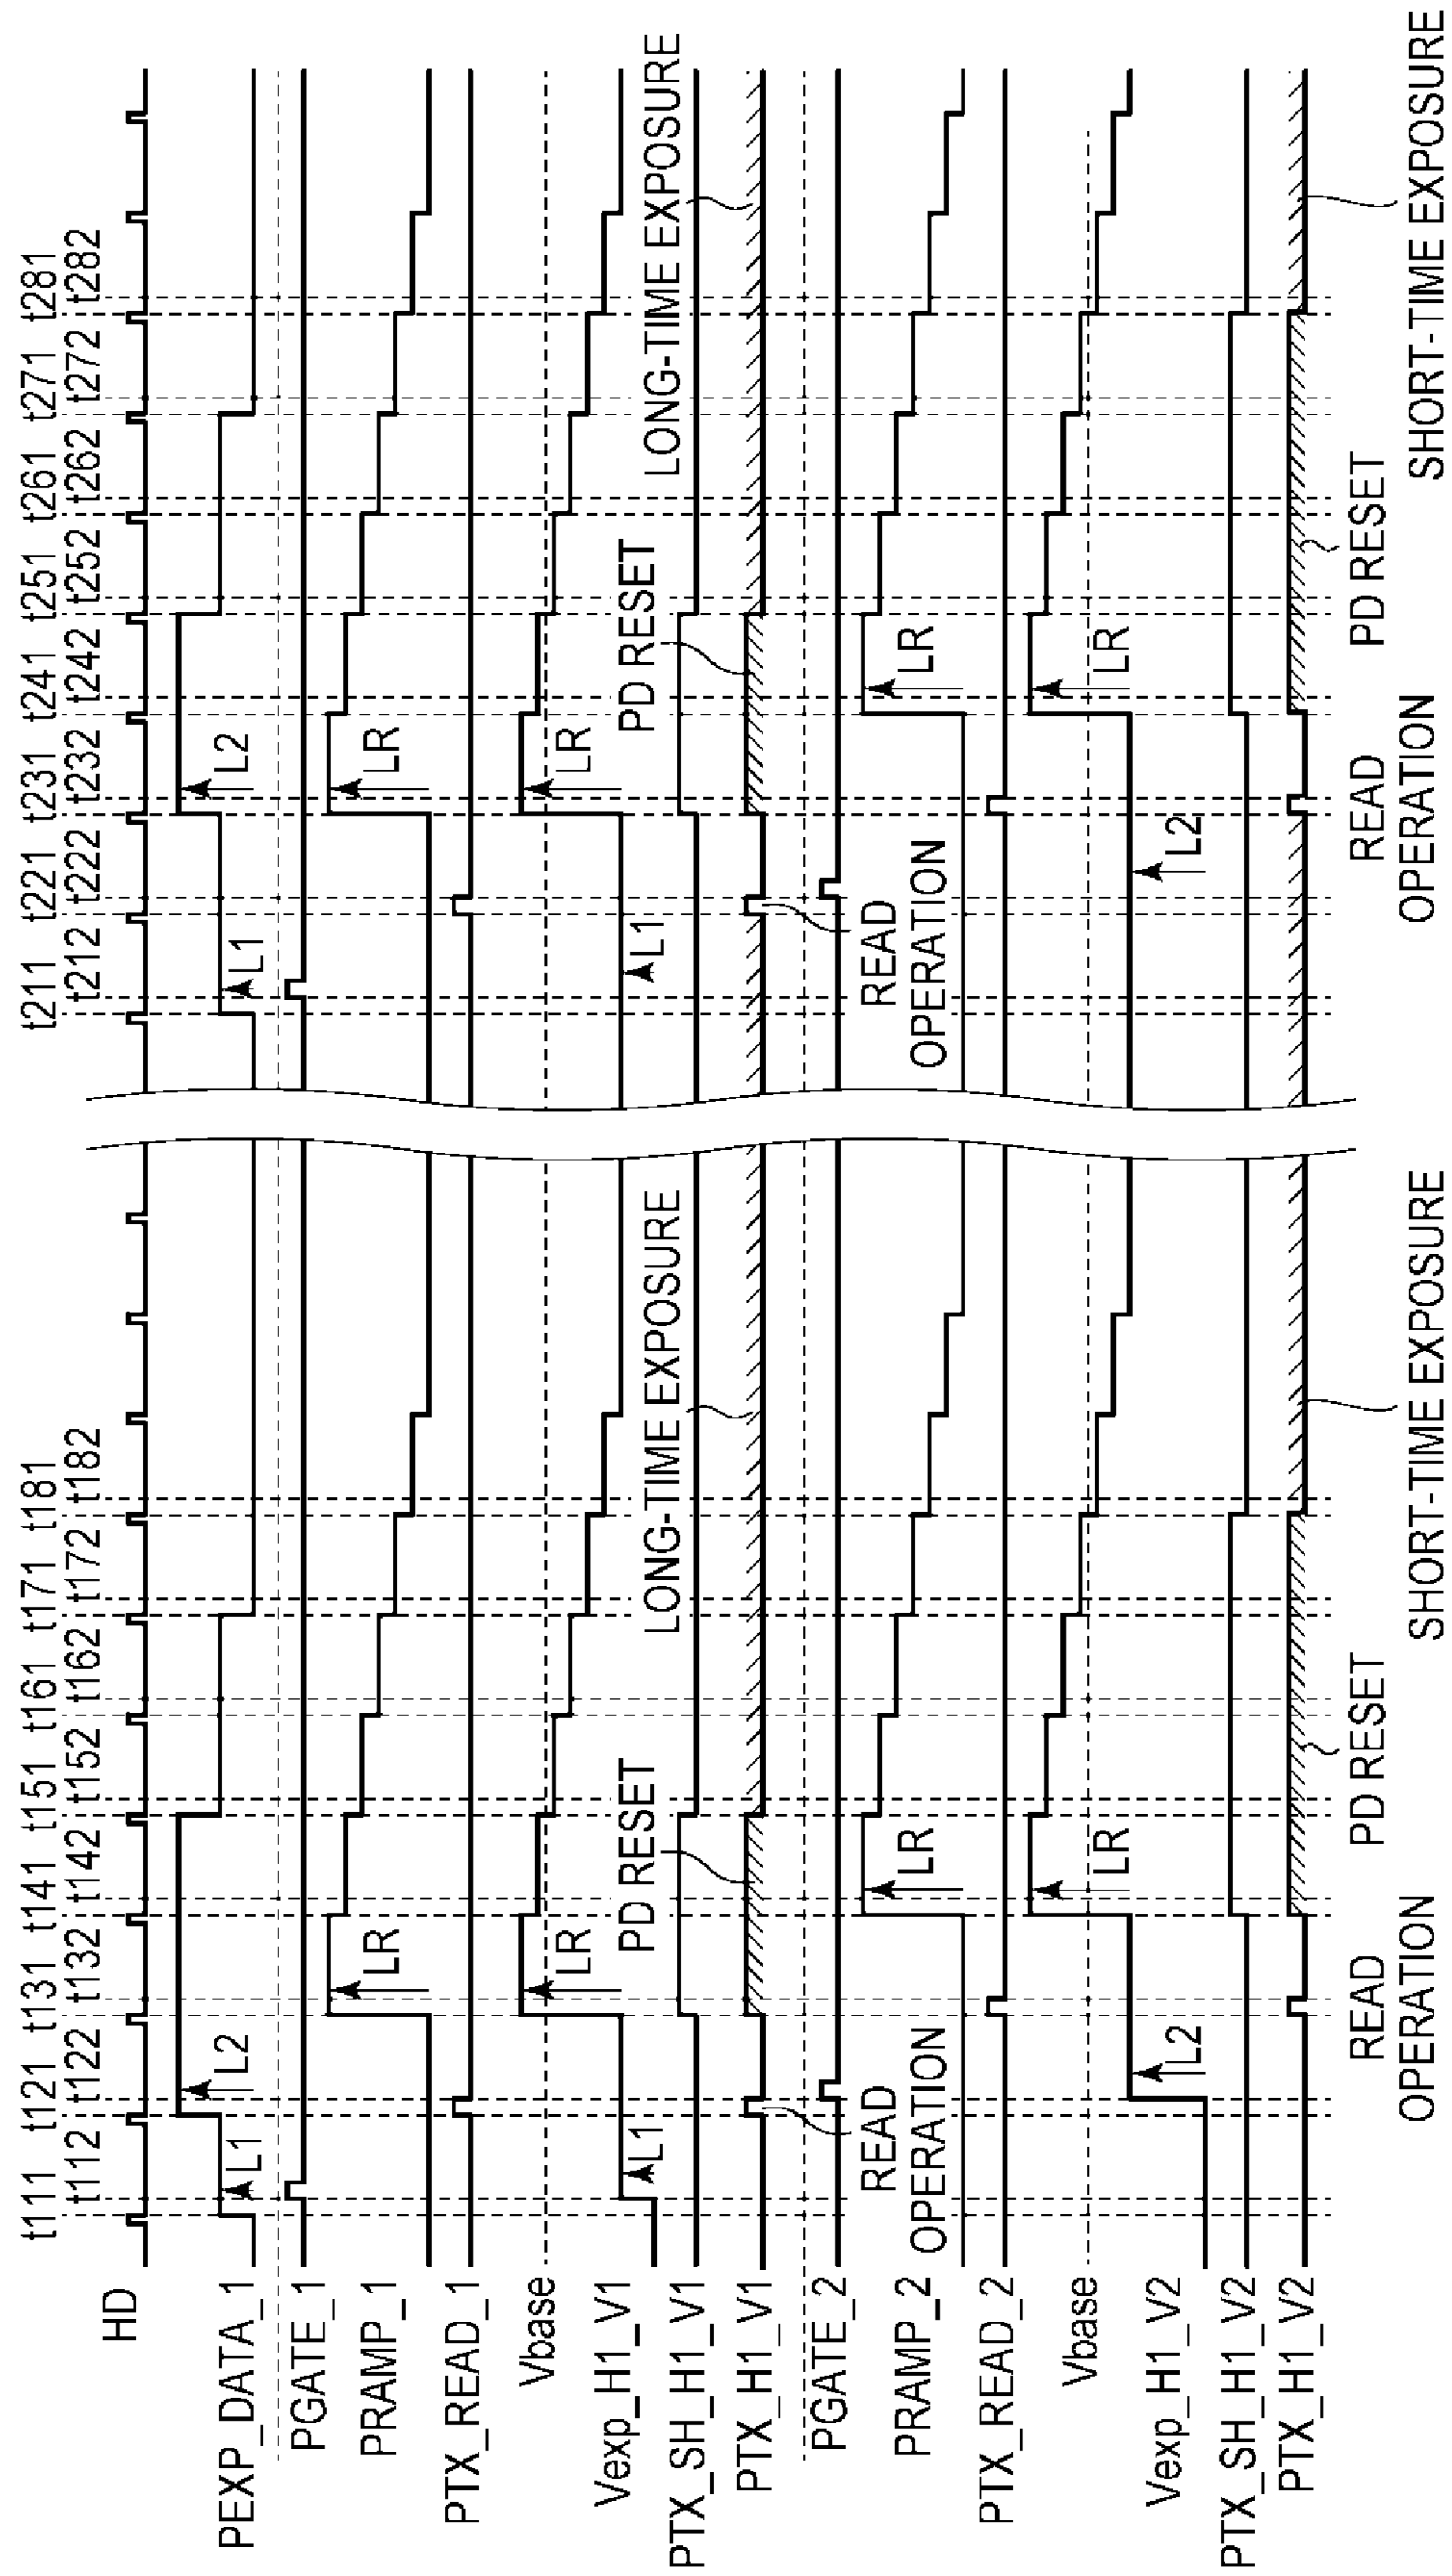 t111 t121 t131 t141 t151 t161 t171 t181 t211 t221 t231 t241 t251 t261 t271 t281
t112 t122 t132 t142 t152 t162 t172 t182 t212 t222 t232 t242 t252 t262 t272 t282
HD
PEXP_DATA_1
L1
L2
L1
L2
PGATE_1
PRAMP_1
LR
LR
PTX_READ_1
Vbase
LR
LR
Vexp_H1_V1
L1
PD RESET
LONG-TIME EXPOSURE
L1
PD RESET
LONG-TIME EXPOSURE
PTX_SH_H1_V1
PTX_H1_V1
PGATE_2
READ
OPERATION
READ
OPERATION
PRAMP_2
LR
LR
PTX_READ_2
Vbase
LR
LR
Vexp_H1_V2
L2
L2
PTX_SH_H1_V2
PTX_H1_V2
READ
OPERATION
PD RESET
SHORT-TIME EXPOSURE
READ
OPERATION
PD RESET
SHORT-TIME EXPOSURE